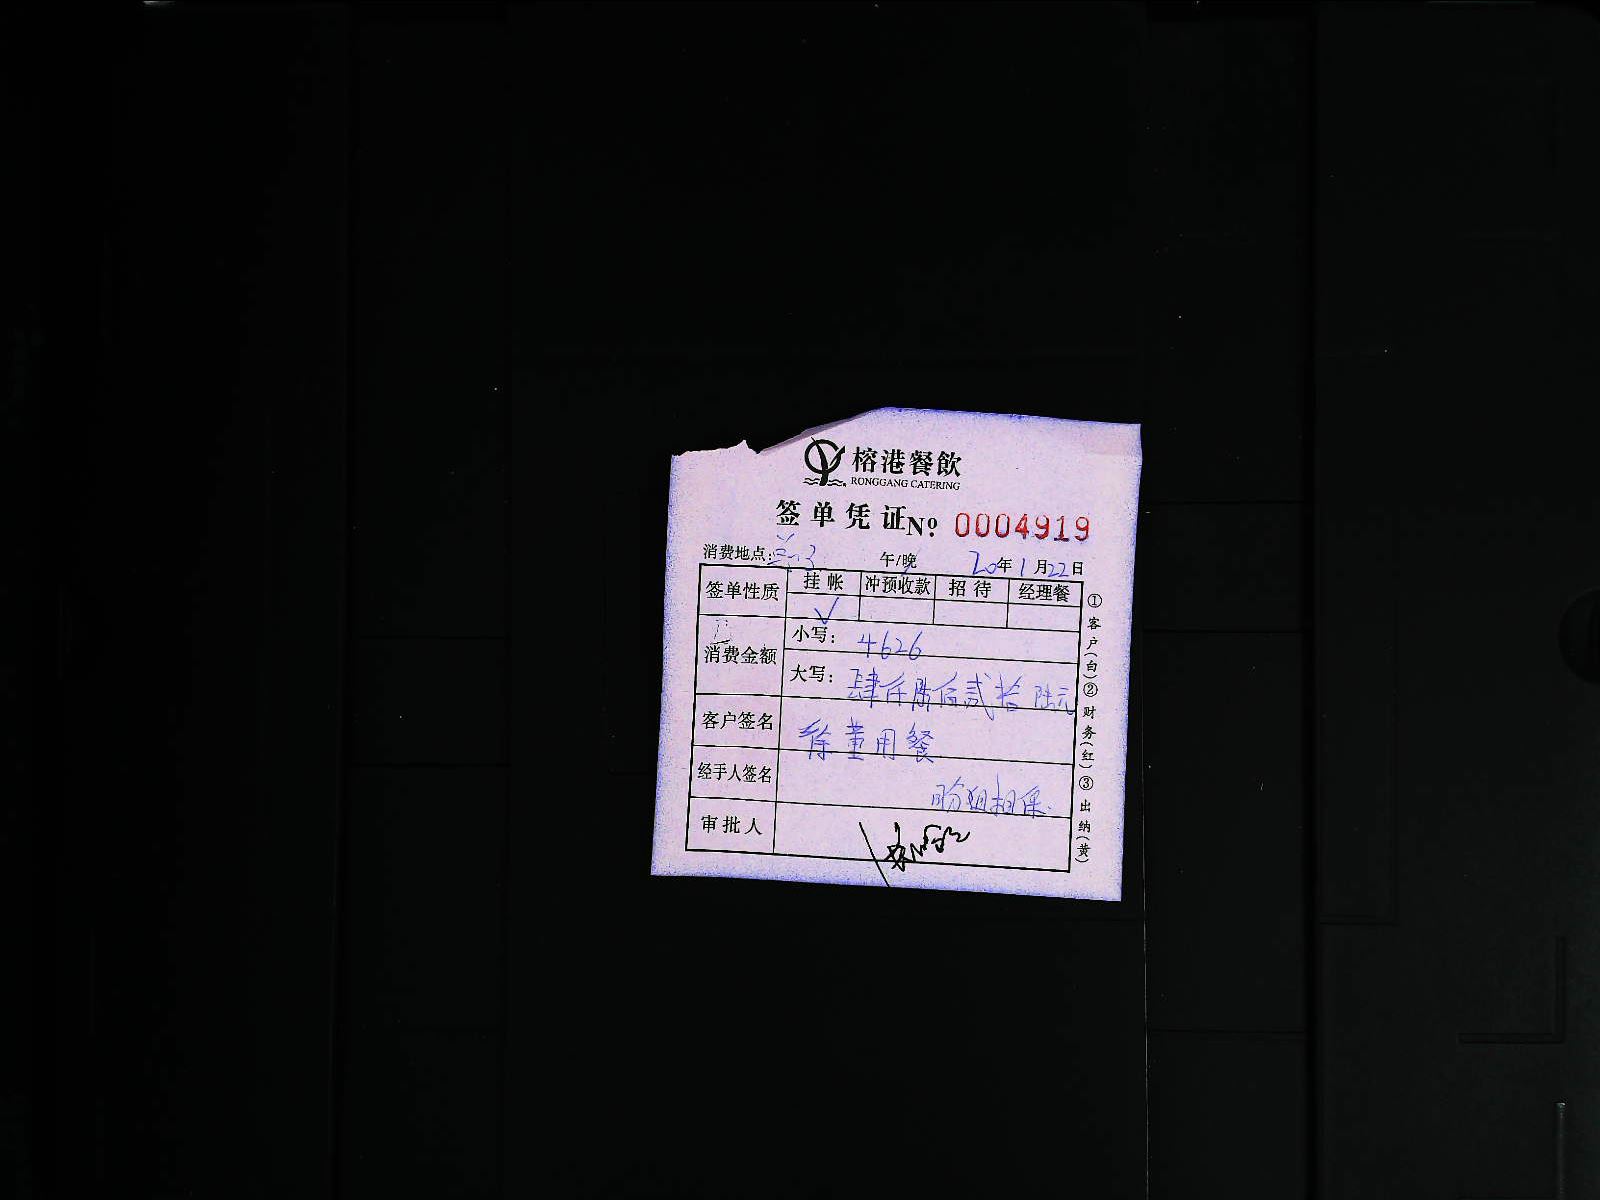 榕港餐飲
RONGGANG CATERING
签单凭证 Nº 0004919
消费地点: 午/晚 20年1月22日
签单性质 挂帐 冲预收款 招待 经理餐
√
消费金额 小写: 4626
大写: 肆仟陆佰贰拾陆元
客户签名 徐董用餐
经手人签名
审批人
①客户(白)②财务(红)③出纳(黄)